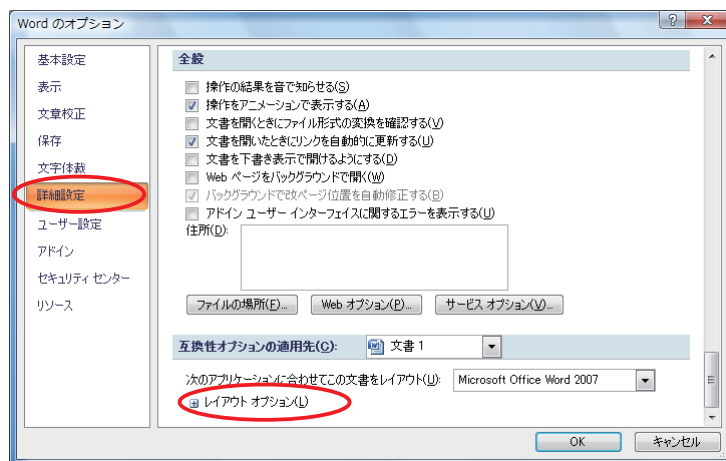 Word のオプション
基本設定
表示
文章校正
保存
文字体裁
詳細設定
ユーザー設定
アドイン
セキュリティ センター
リソース
全般
操作の結果を音で知らせる(S)
操作をアニメーションで表示する(A)
文書を開くときにファイル形式の変換を確認する(V)
文書を開いたときにリンクを自動的に更新する(U)
文書を下書き表示で開けるようにする(D)
Web ページをバックグラウンドで開く(W)
バックグラウンドで改ページ位置を自動修正する(B)
アドイン ユーザー インターフェイスに関するエラーを表示する(U)
住所(D):
ファイルの場所(F)... Web オプション(P)... サービス オプション(V)...
互換性オプションの適用先(C): 文書 1
次のアプリケーションに合わせてこの文書をレイアウト(U): Microsoft Office Word 2007
レイアウト オプション(L)
OK キャンセル